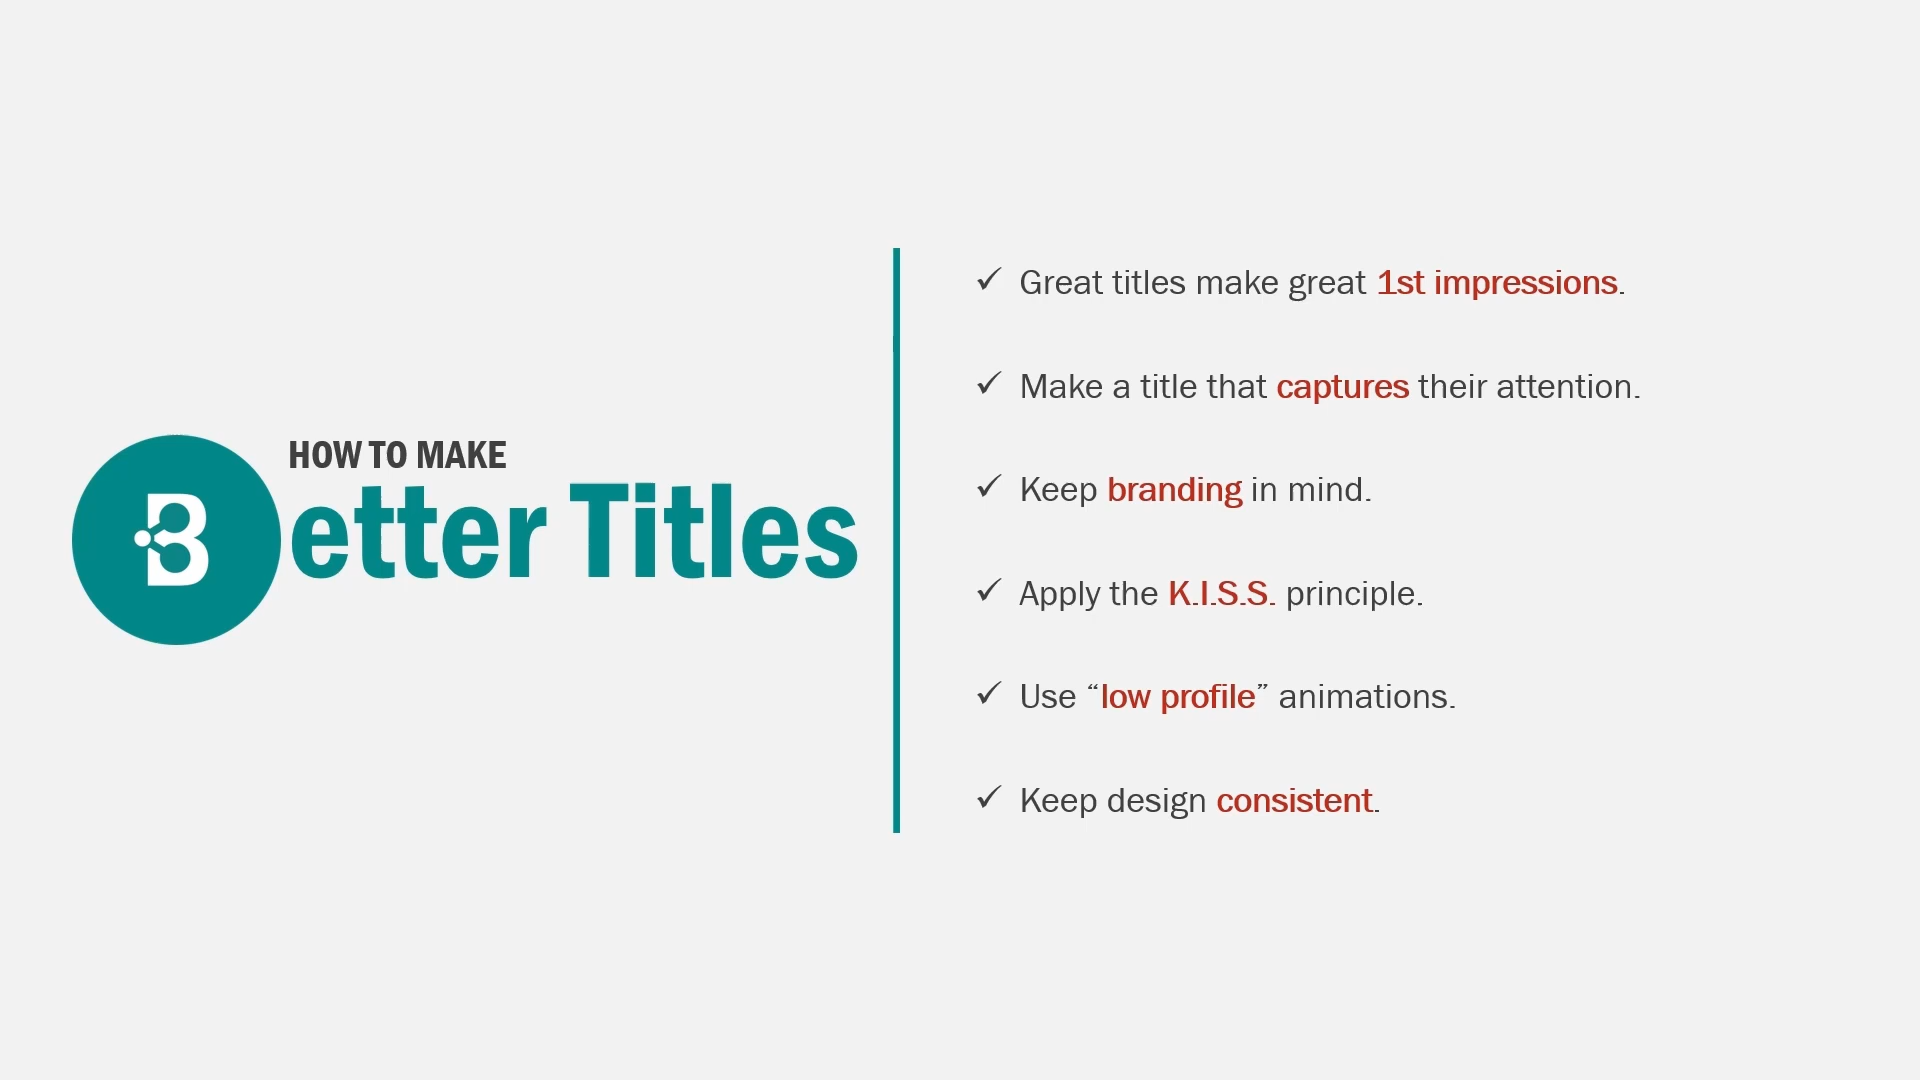 HOW TO MAKE
Better Titles
✓ Great titles make great 1st impressions.
✓ Make a title that captures their attention.
✓ Keep branding in mind.
✓ Apply the K.I.S.S. principle.
✓ Use “low profile” animations.
✓ Keep design consistent.